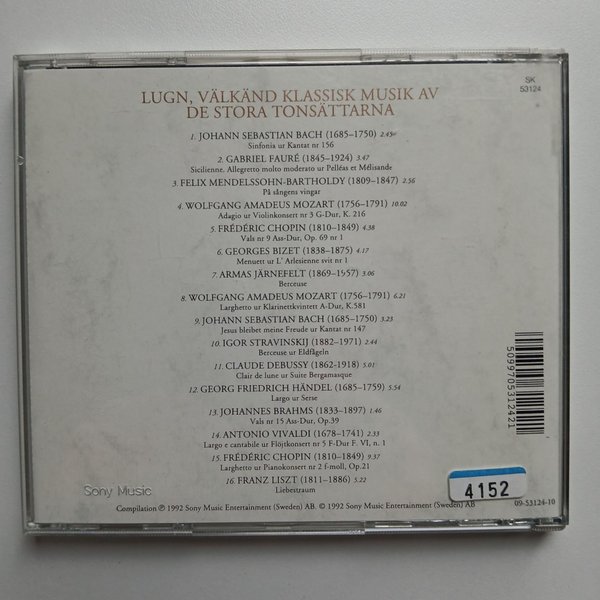 SK
53124
LUGN, VÄLKÄND KLASSISK MUSIK AV
DE STORA TONSÄTTARNA
1. JOHANN SEBASTIAN BACH (1685-1750) 2.45
Sinfonia ur Kantat nr 156
2. GABRIEL FAURÉ (1845-1924) 3.47
Sicilienne. Allegretto molto moderato ur Pelléas et Mélisande
3. FELIX MENDELSSOHN-BARTHOLDY (1809-1847) 2.56
På sångens vingar
4. WOLFGANG AMADEUS MOZART (1756-1791) 10.02
Adagio ur Violinkonsert nr 3 G-Dur, K. 216
5. FRÉDÉRIC CHOPIN (1810-1849) 4.38
Vals nr 9 Ass-Dur, Op. 69 nr 1
6. GEORGES BIZET (1838-1875) 4.17
Menuett ur L' Arlesienne svit nr 1
7. ARMAS JÄRNEFELT (1869-1957) 3.06
Berceuse
8. WOLFGANG AMADEUS MOZART (1756-1791) 6.21
Larghetto ur Klarinettkvintett A-Dur, K.581
9. JOHANN SEBASTIAN BACH (1685-1750) 3.23
Jesus bleibet meine Freude ur Kantat nr 147
10. IGOR STRAVINSKIJ (1882-1971) 2.44
Berceuse ur Eldfågeln
11. CLAUDE DEBUSSY (1862-1918) 5.01
Clair de lune ur Suite Bergamasque
12. GEORG FRIEDRICH HÄNDEL (1685-1759) 5.54
Largo ur Serse
13. JOHANNES BRAHMS (1833-1897) 1.46
Vals nr 15 Ass-Dur, Op.39
14. ANTONIO VIVALDI (1678-1741) 2.33
Largo e cantabile ur Flöjtkonsert nr 5 F-Dur F. VI, n. 1
15. FRÉDÉRIC CHOPIN (1810-1849) 9.37
Larghetto ur Pianokonsert nr 2 f-moll, Op.21
16. FRANZ LISZT (1811-1886) 5.22
Liebestraum
5099705312421
Sony Music
4152
Compilation ℗ 1992 Sony Music Entertainment (Sweden) AB. © 1992 Sony Music Entertainment (Sweden) AB
09-53124-10